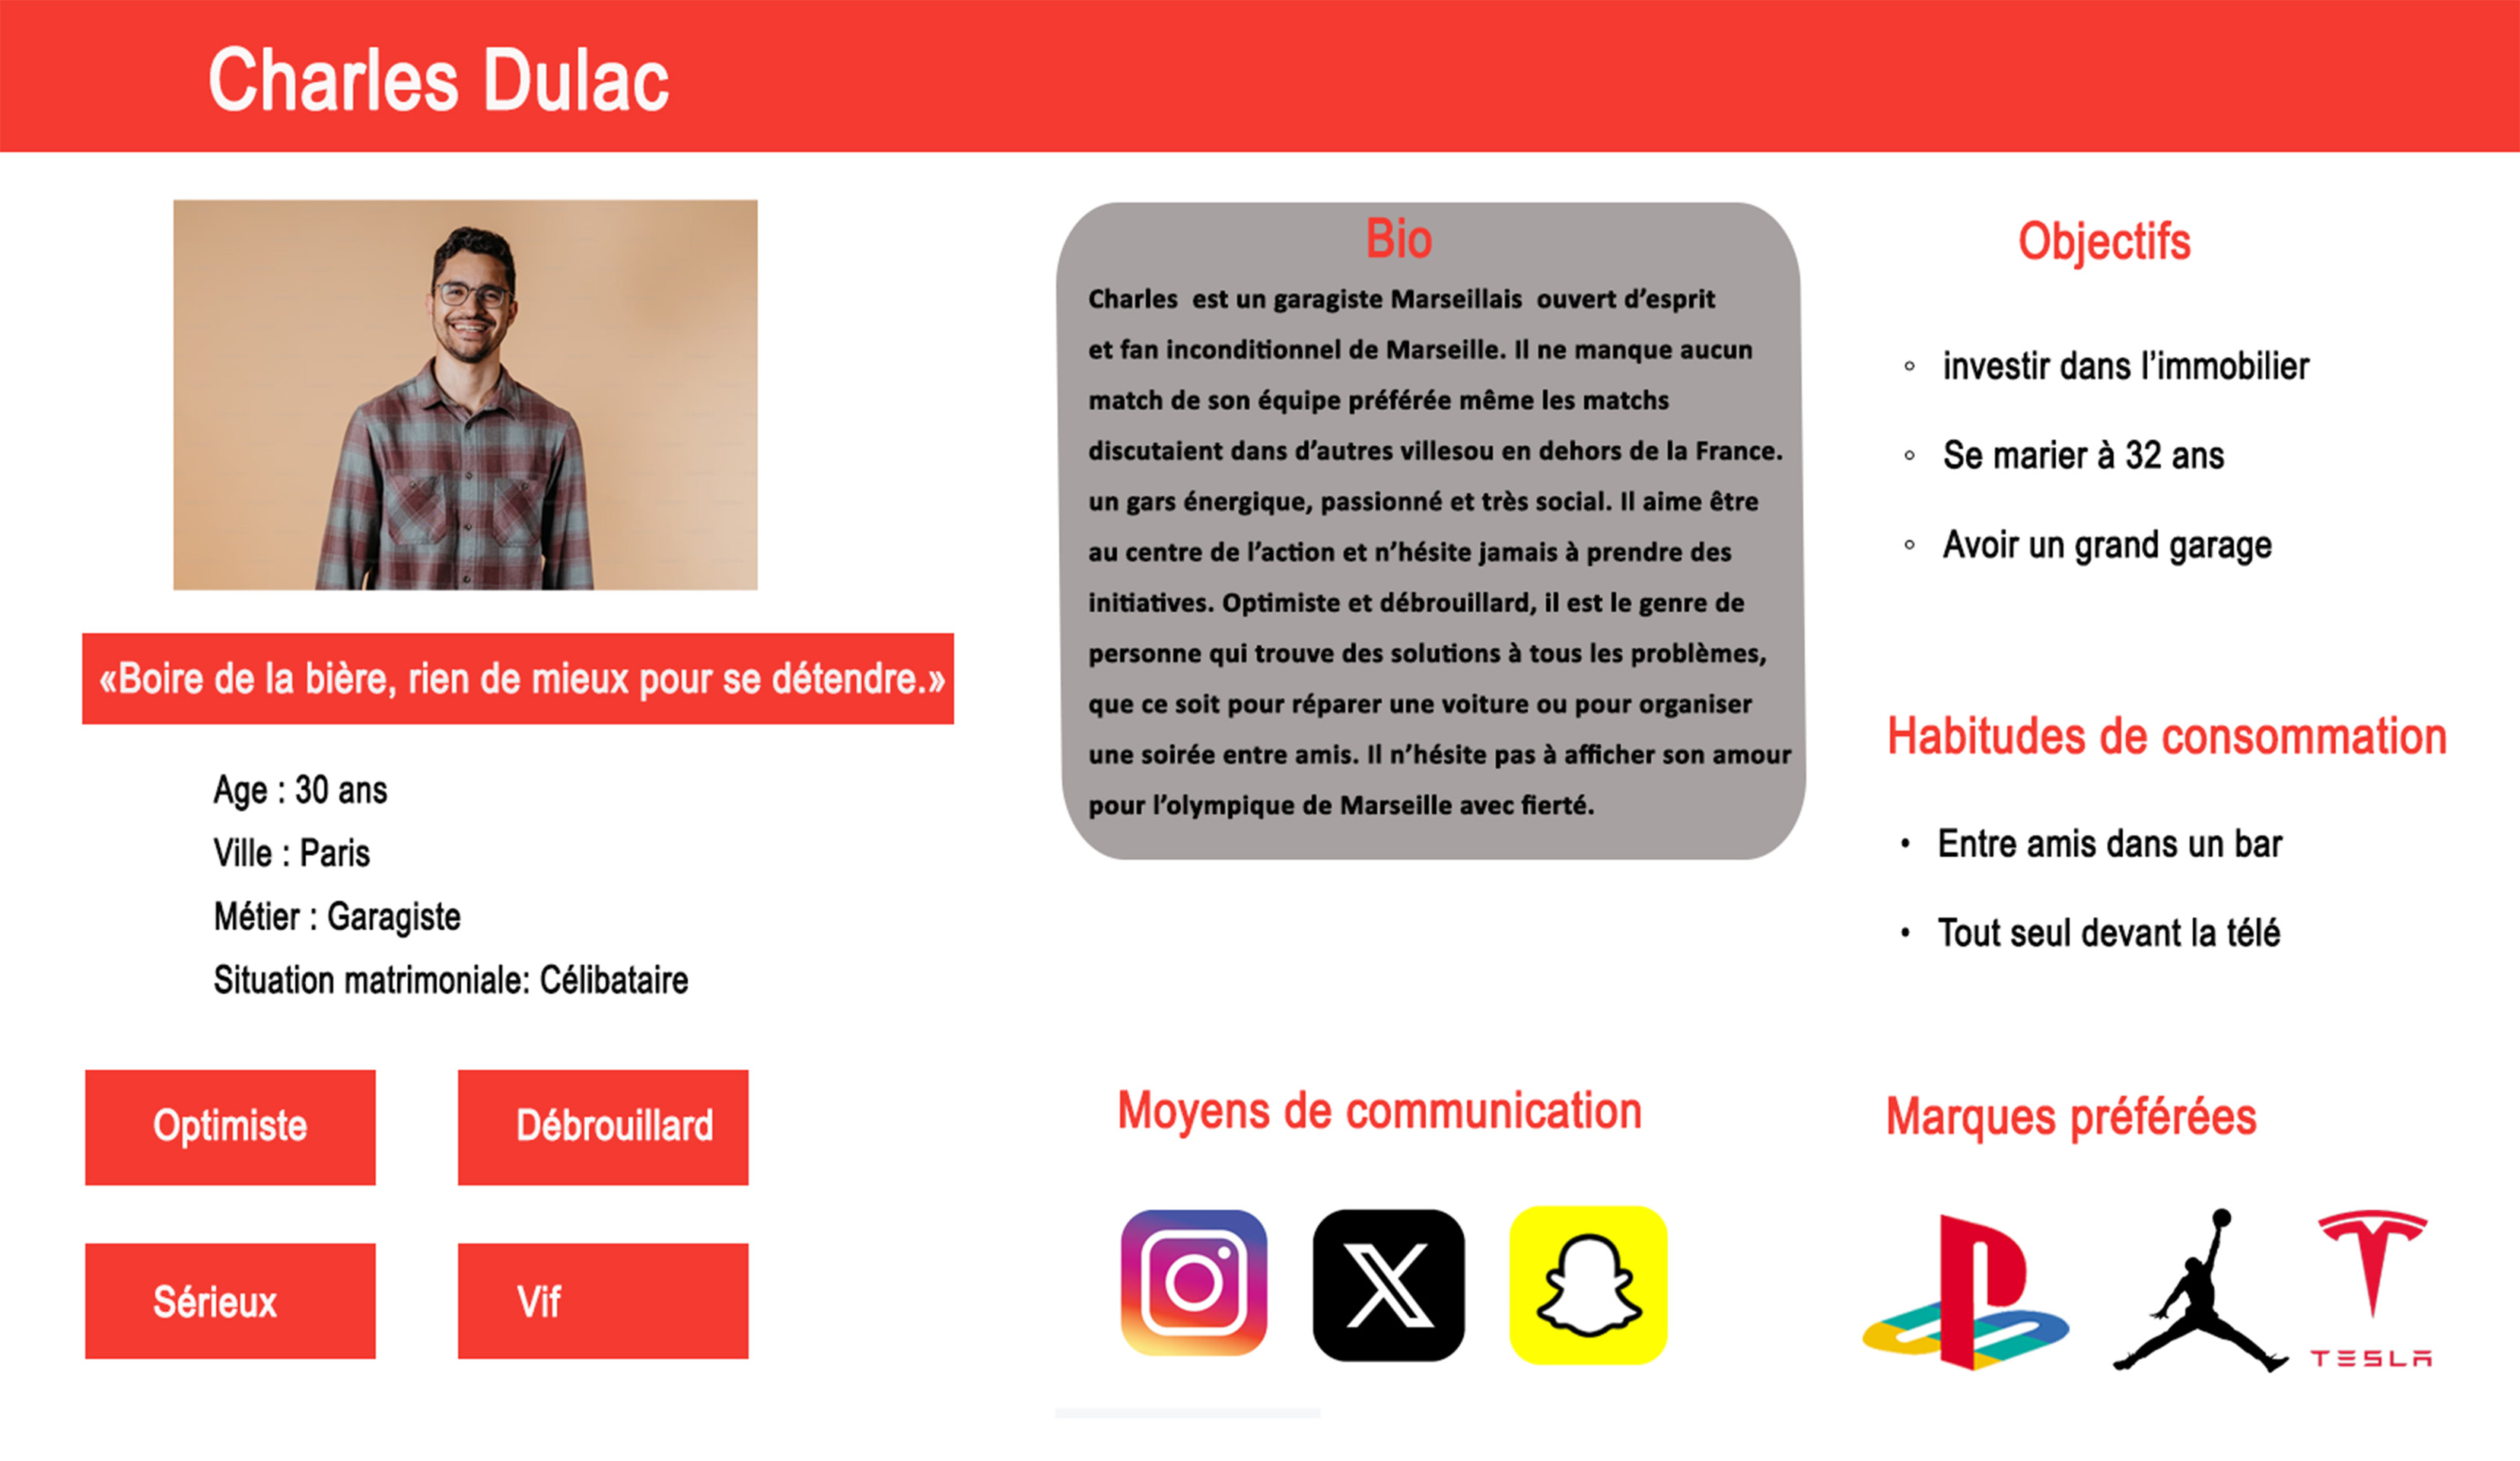 Charles Dulac
«Boire de la bière, rien de mieux pour se détendre.»
Age : 30 ans
Ville : Paris
Métier : Garagiste
Situation matrimoniale: Célibataire
Optimiste
Débrouillard
Sérieux
Vif
Bio
Charles est un garagiste Marseillais ouvert d’esprit
et fan inconditionnel de Marseille. Il ne manque aucun
match de son équipe préférée même les matchs
discutaient dans d’autres villesou en dehors de la France.
un gars énergique, passionné et très social. Il aime être
au centre de l’action et n’hésite jamais à prendre des
initiatives. Optimiste et débrouillard, il est le genre de
personne qui trouve des solutions à tous les problèmes,
que ce soit pour réparer une voiture ou pour organiser
une soirée entre amis. Il n’hésite pas à afficher son amour
pour l’olympique de Marseille avec fierté.
Moyens de communication
Objectifs
investir dans l’immobilier
Se marier à 32 ans
Avoir un grand garage
Habitudes de consommation
Entre amis dans un bar
Tout seul devant la télé
Marques préférées
TESLA